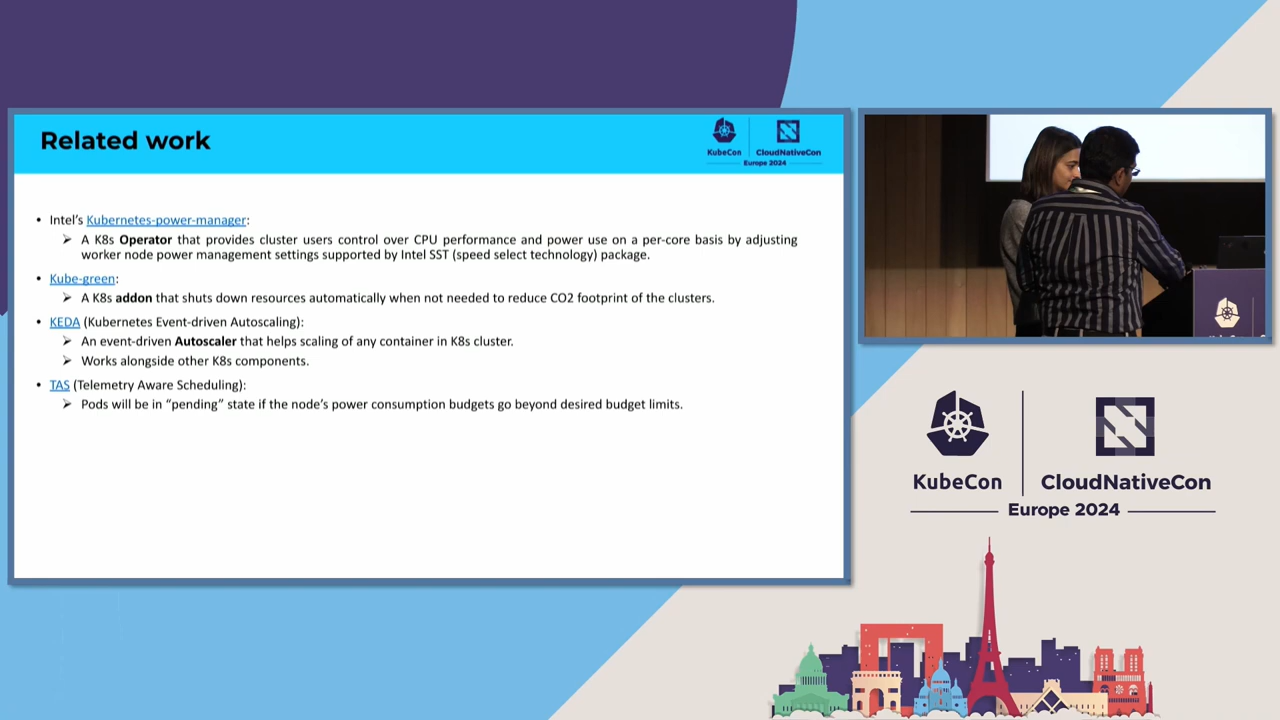 Related work
KubeCon
CloudNativeCon
Europe 2024
• Intel's Kubernetes-power-manager:
➢ A K8s Operator that provides cluster users control over CPU performance and power use on a per-core basis by adjusting
worker node power management settings supported by Intel SST (speed select technology) package.
• Kube-green:
➢ A K8s addon that shuts down resources automatically when not needed to reduce CO2 footprint of the clusters.
• KEDA (Kubernetes Event-driven Autoscaling):
➢ An event-driven Autoscaler that helps scaling of any container in K8s cluster.
➢ Works alongside other K8s components.
• TAS (Telemetry Aware Scheduling):
➢ Pods will be in “pending” state if the node's power consumption budgets go beyond desired budget limits.
KubeCon
CloudNativeCon
Europe 2024